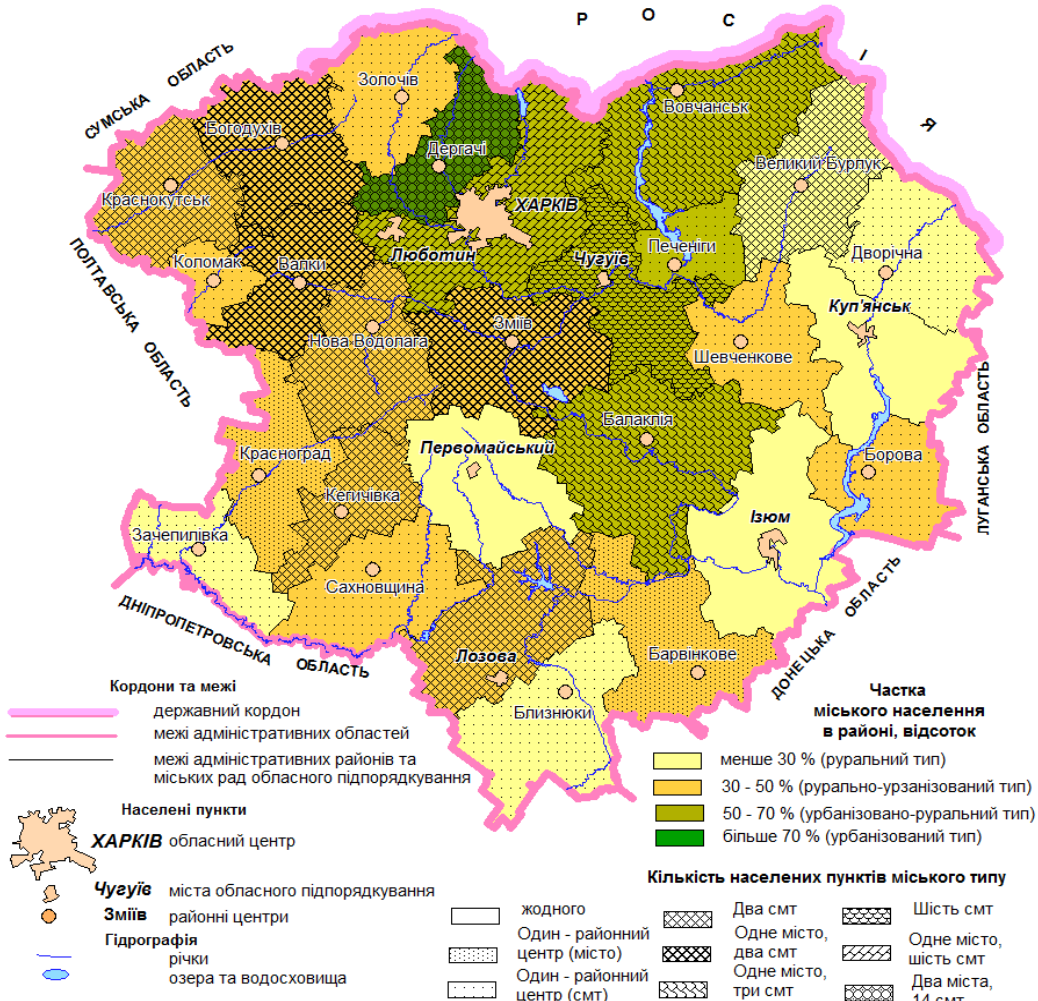 Р О С І Я
СУМСЬКА ОБЛАСТЬ
ПОЛТАВСЬКА ОБЛАСТЬ
ДНІПРОПЕТРОВСЬКА ОБЛАСТЬ
ДОНЕЦЬКА ОБЛАСТЬ
ЛУГАНСЬКА ОБЛАСТЬ
Золочів
Вовчанськ
Богодухів
Дергачі
Великий Бурлук
Краснокутськ
ХАРКІВ
Люботин
Чугуїв
Печеніги
Коломак
Валки
Дворічна
Куп'янськ
Зміїв
Нова Водолага
Шевченкове
Балаклія
Первомайський
Красноград
Борова
Кегичівка
Ізюм
Зачепилівка
Сахновщина
Лозова
Барвінкове
Близнюки
Кордони та межі
державний кордон
межі адміністративних областей
межі адміністративних районів та
міських рад обласного підпорядкування
Населені пункти
ХАРКІВ обласний центр
Чугуїв міста обласного підпорядкування
Зміїв районні центри
Гідрографія
річки
озера та водосховища
Частка
міського населення
в районі, відсоток
менше 30 % (руральний тип)
30 - 50 % (рурально-урзанізований тип)
50 - 70 % (урбанізовано-руральний тип)
більше 70 % (урбанізований тип)
Кількість населених пунктів міського типу
жодного
Один - районний
центр (місто)
Один - районний
центр (смт)
Два смт
Одне місто,
два смт
Одне місто,
три смт
Шість смт
Одне місто,
шість смт
Два міста,
14 смт